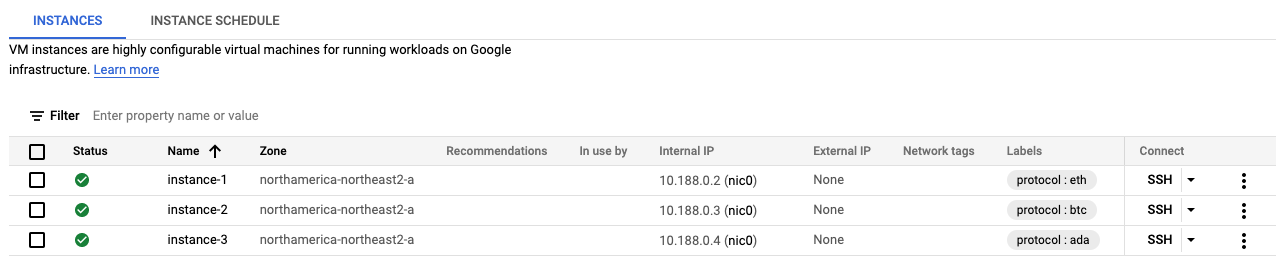 INSTANCES INSTANCE SCHEDULE
VM instances are highly configurable virtual machines for running workloads on Google
infrastructure. Learn more
Filter Enter property name or value
Status Name Zone Recommendations In use by Internal IP External IP Network tags Labels Connect
instance-1 northamerica-northeast2-a 10.188.0.2 (nic0) None protocol : eth SSH
instance-2 northamerica-northeast2-a 10.188.0.3 (nic0) None protocol : btc SSH
instance-3 northamerica-northeast2-a 10.188.0.4 (nic0) None protocol : ada SSH